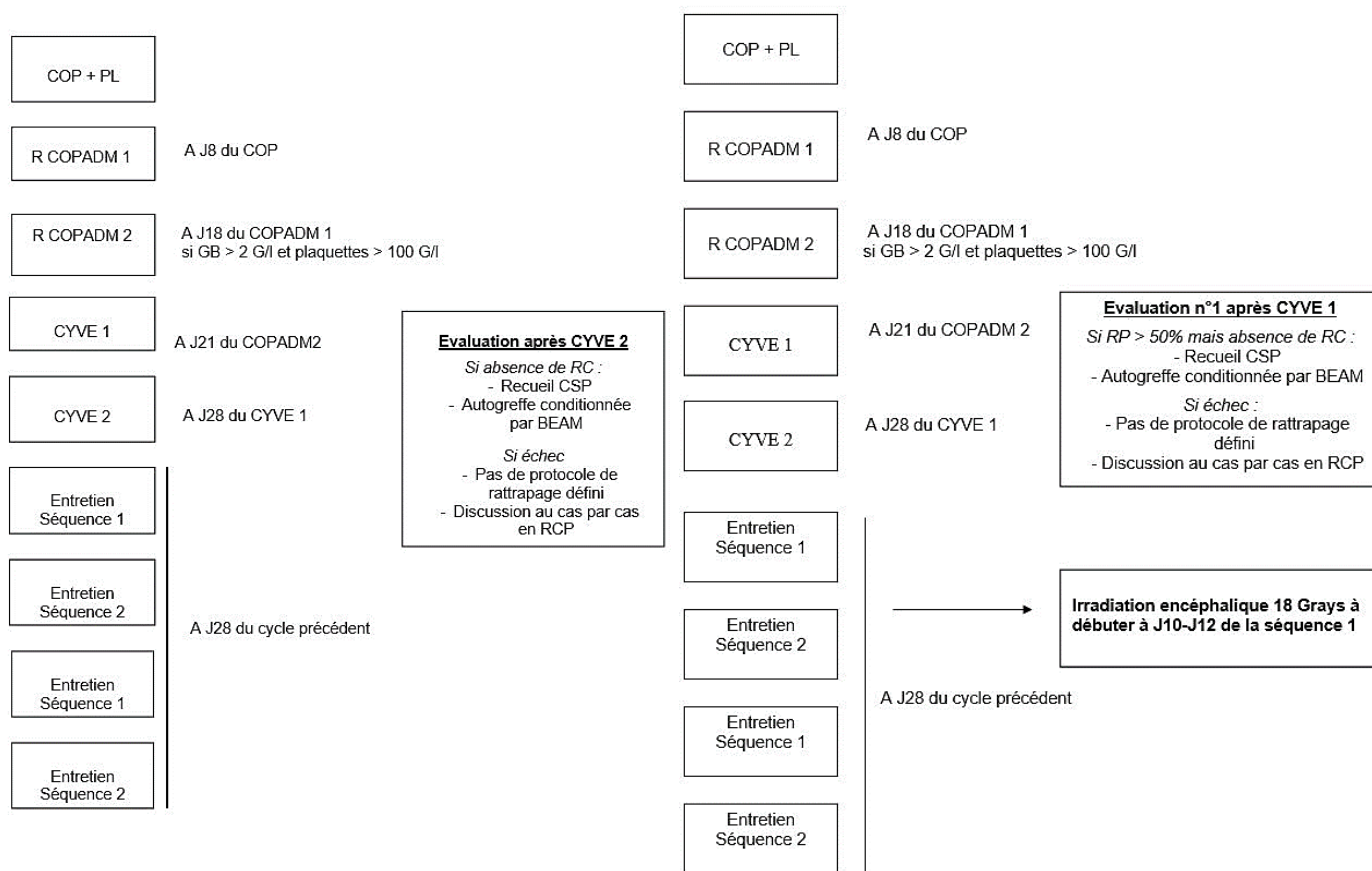 COP + PL
R COPADM 1
A J8 du COP
R COPADM 2
A J18 du COPADM 1
si GB > 2 G/l et plaquettes > 100 G/l
CYVE 1
A J21 du COPADM2
CYVE 2
A J28 du CYVE 1
Evaluation après CYVE 2
Si absence de RC :
- Recueil CSP
- Autogreffe conditionnée
par BEAM
Si échec
- Pas de protocole de
rattrapage défini
- Discussion au cas par cas
en RCP
Entretien
Séquence 1
Entretien
Séquence 2
Entretien
Séquence 1
Entretien
Séquence 2
A J28 du cycle précédent
COP + PL
R COPADM 1
A J8 du COP
R COPADM 2
A J18 du COPADM 1
si GB > 2 G/l et plaquettes > 100 G/l
CYVE 1
A J21 du COPADM 2
CYVE 2
A J28 du CYVE 1
Evaluation n°1 après CYVE 1
Si RP > 50% mais absence de RC :
- Recueil CSP
- Autogreffe conditionnée par BEAM
Si échec :
- Pas de protocole de rattrapage
défini
- Discussion au cas par cas en RCP
Entretien
Séquence 1
Entretien
Séquence 2
Entretien
Séquence 1
Entretien
Séquence 2
A J28 du cycle précédent
Irradiation encéphalique 18 Grays à
débuter à J10-J12 de la séquence 1